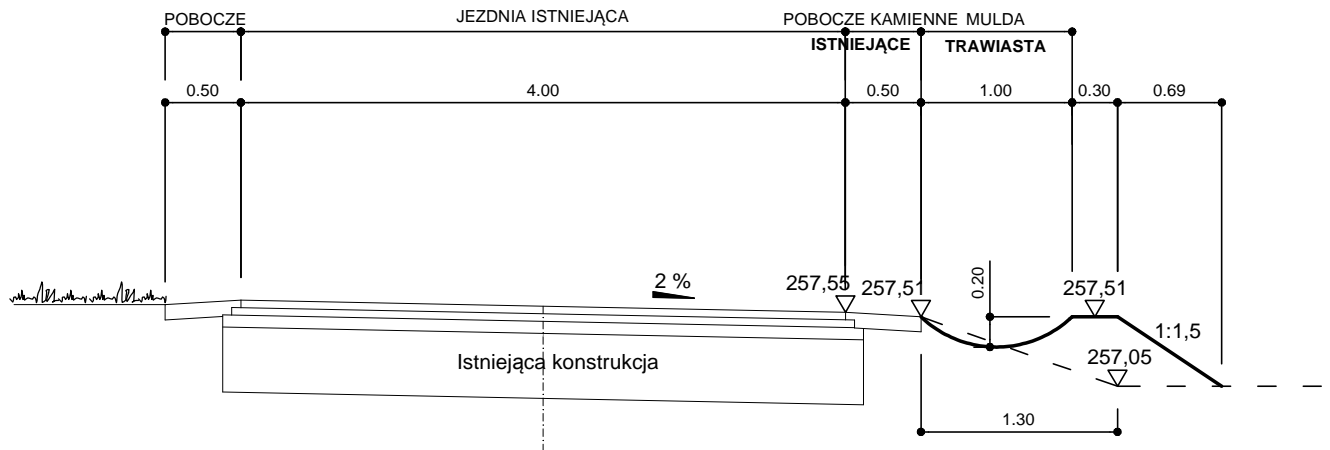 POBOCZE
JEZDNIA ISTNIEJĄCA
POBOCZE KAMIENNE MULDA
ISTNIEJĄCE TRAWIASTA
0.50 4.00 0.50 1.00 0.30 0.69
2 %
257,55 257,51
0.20
257,51
1:1,5
257,05
Istniejąca konstrukcja
1.30